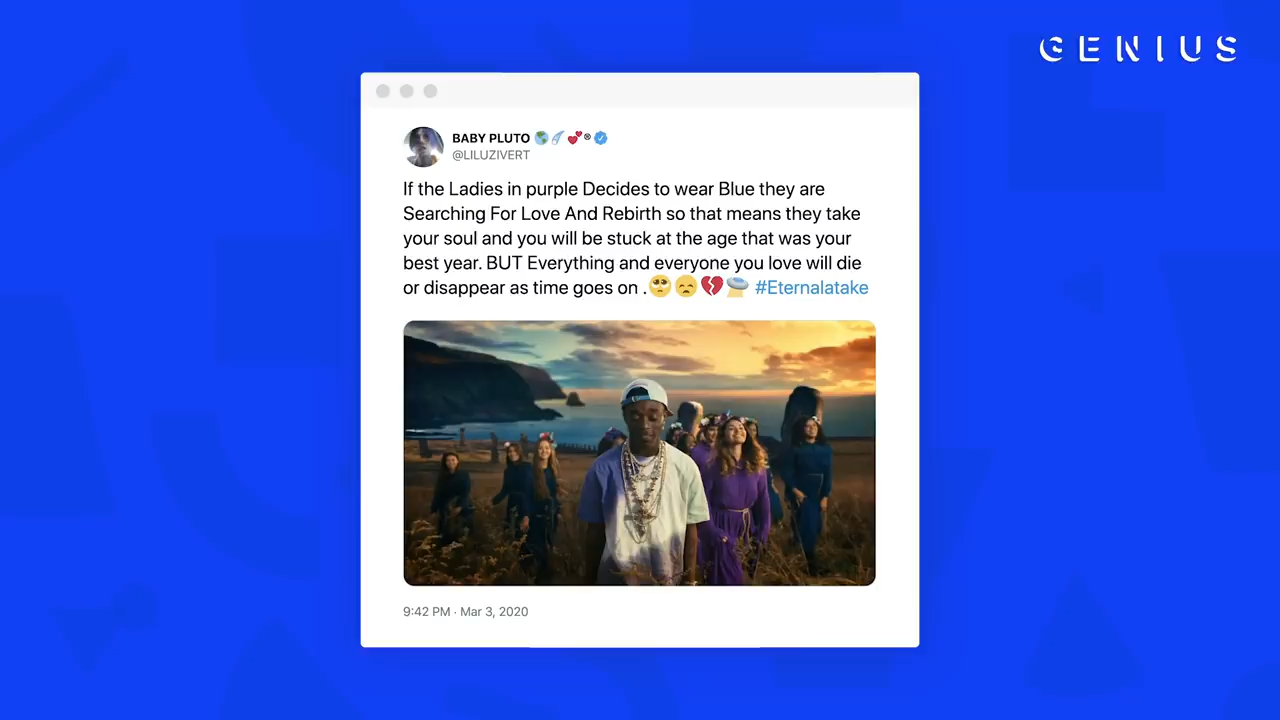 GENIUS
BABY PLUTO 🌎☄️💕®
@LILUZIVERT
If the Ladies in purple Decides to wear Blue they are
Searching For Love And Rebirth so that means they take
your soul and you will be stuck at the age that was your
best year. BUT Everything and everyone you love will die
or disappear as time goes on .🥺😞💔🛸 #Eternalatake
9:42 PM · Mar 3, 2020